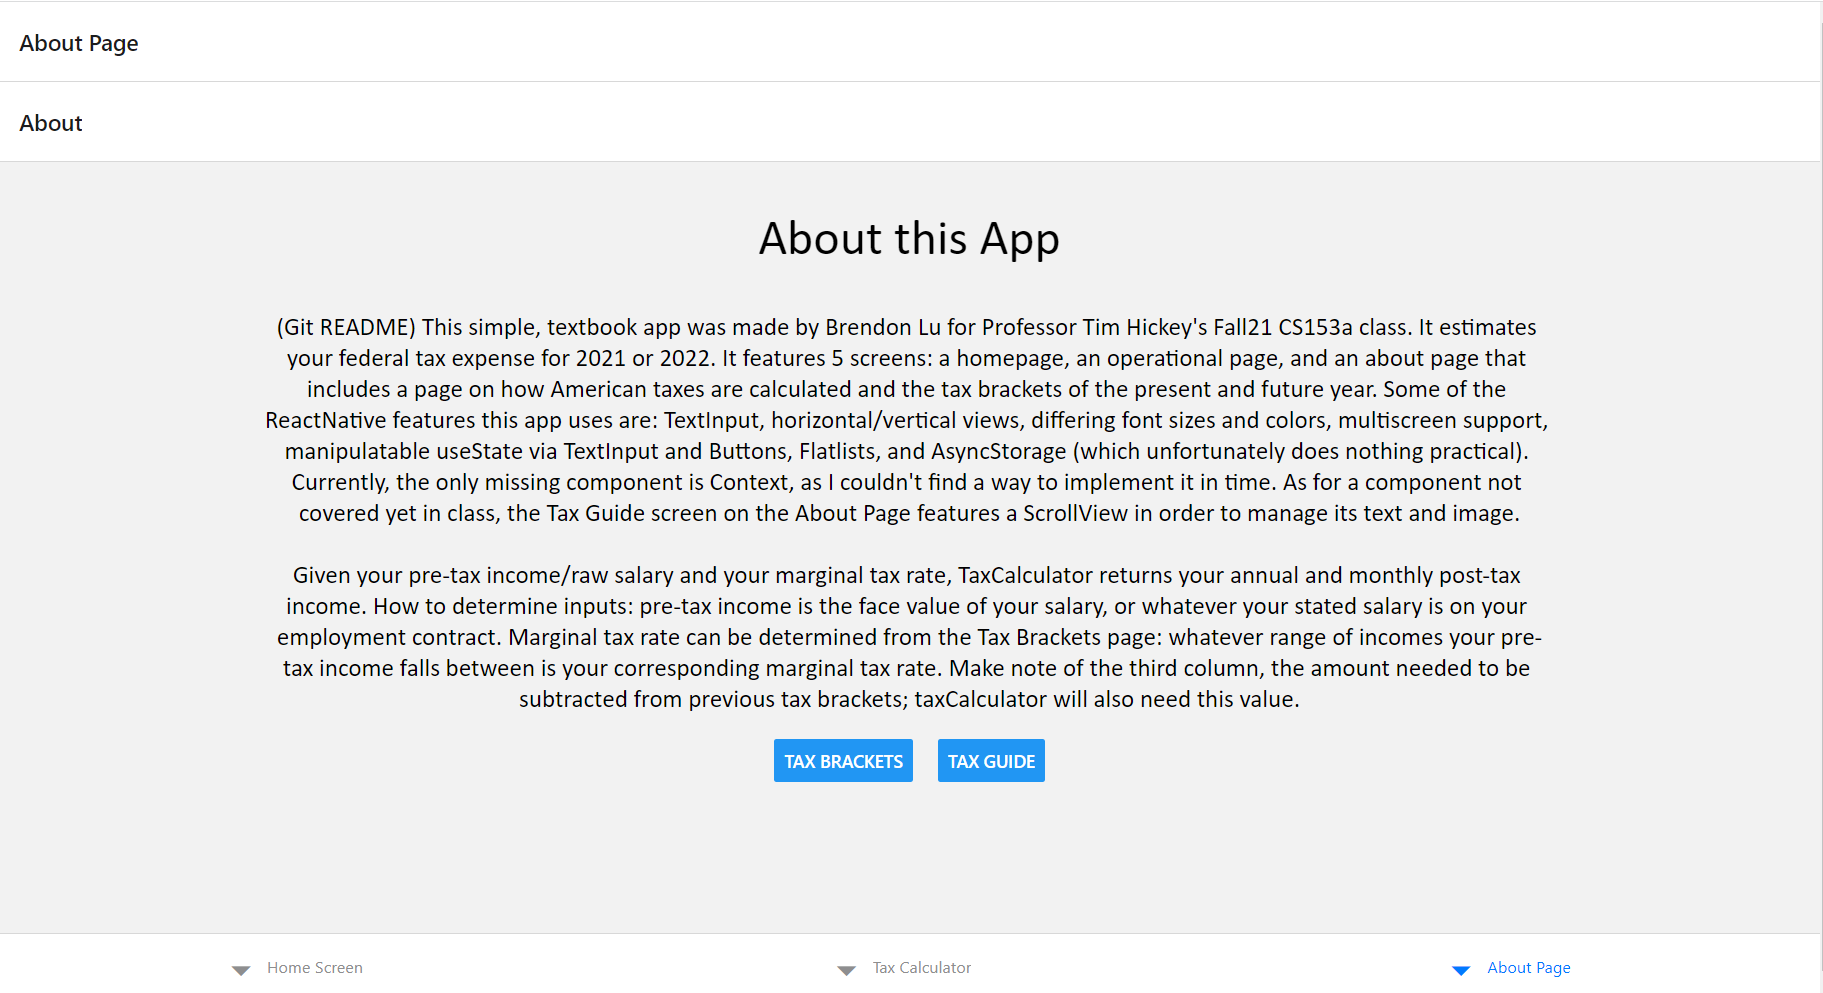 About Page
About
About this App
(Git README) This simple, textbook app was made by Brendon Lu for Professor Tim Hickey's Fall21 CS153a class. It estimates
your federal tax expense for 2021 or 2022. It features 5 screens: a homepage, an operational page, and an about page that
includes a page on how American taxes are calculated and the tax brackets of the present and future year. Some of the
ReactNative features this app uses are: TextInput, horizontal/vertical views, differing font sizes and colors, multiscreen support,
manipulatable useState via TextInput and Buttons, Flatlists, and AsyncStorage (which unfortunately does nothing practical).
Currently, the only missing component is Context, as I couldn't find a way to implement it in time. As for a component not
covered yet in class, the Tax Guide screen on the About Page features a ScrollView in order to manage its text and image.
Given your pre-tax income/raw salary and your marginal tax rate, TaxCalculator returns your annual and monthly post-tax
income. How to determine inputs: pre-tax income is the face value of your salary, or whatever your stated salary is on your
employment contract. Marginal tax rate can be determined from the Tax Brackets page: whatever range of incomes your pre-
tax income falls between is your corresponding marginal tax rate. Make note of the third column, the amount needed to be
subtracted from previous tax brackets; taxCalculator will also need this value.
TAX BRACKETS
TAX GUIDE
Home Screen
Tax Calculator
About Page